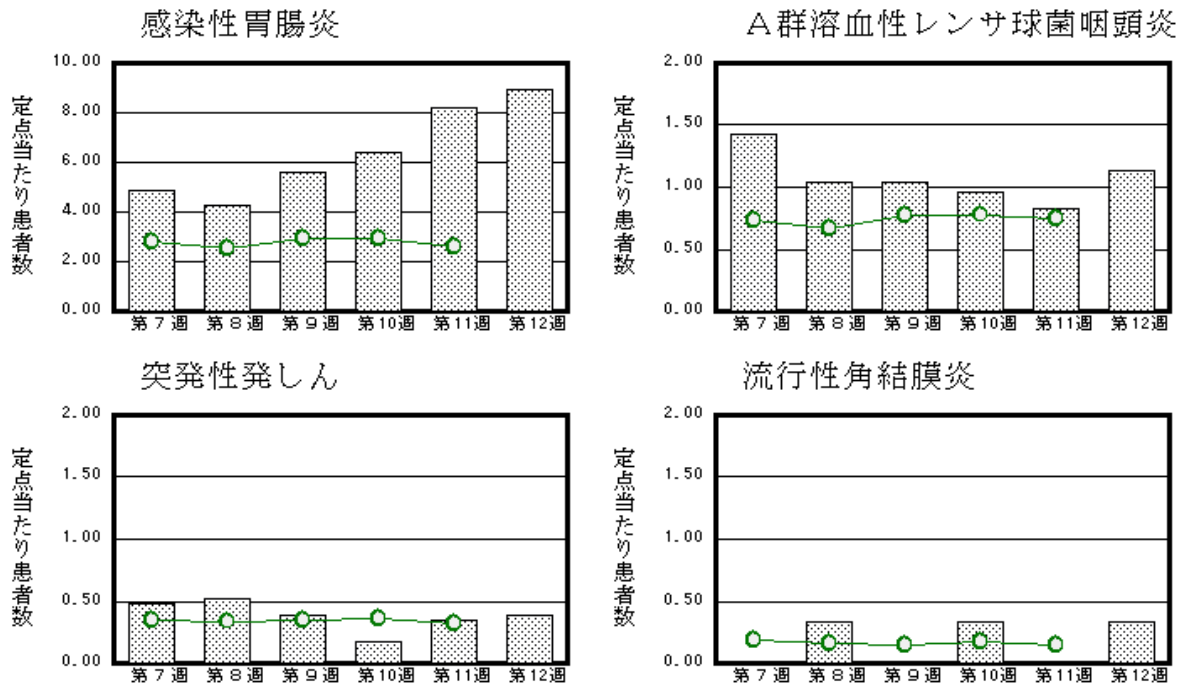 感染性胃腸炎
定点当たり患者数
10.00
8.00
6.00
4.00
2.00
0.00
第7週 第8週 第9週 第10週 第11週 第12週
A群溶血性レンサ球菌咽頭炎
定点当たり患者数
2.00
1.50
1.00
0.50
0.00
第7週 第8週 第9週 第10週 第11週 第12週
突発性発しん
定点当たり患者数
2.00
1.50
1.00
0.50
0.00
第7週 第8週 第9週 第10週 第11週 第12週
流行性角結膜炎
定点当たり患者数
2.00
1.50
1.00
0.50
0.00
第7週 第8週 第9週 第10週 第11週 第12週